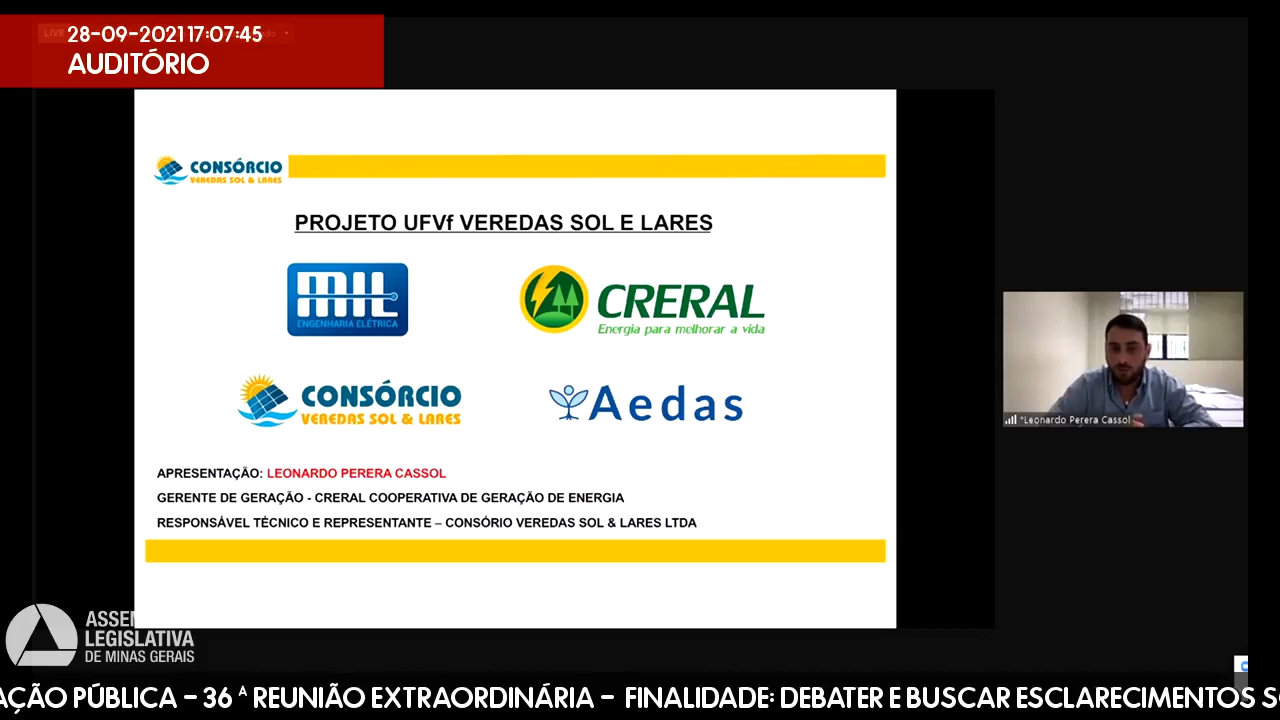 LIVE
28-09-2021 17:07:45
AUDITÓRIO
CONSÓRCIO
VEREDAS SOL & LARES
PROJETO UFVf VEREDAS SOL E LARES
MIL
ENGENHARIA ELÉTRICA
CRERAL
Energia para melhorar a vida
CONSÓRCIO
VEREDAS SOL & LARES
Aedas
*Leonardo Perera Cassol
APRESENTAÇÃO: LEONARDO PERERA CASSOL
GERENTE DE GERAÇÃO - CRERAL COOPERATIVA DE GERAÇÃO DE ENERGIA
RESPONSÁVEL TÉCNICO E REPRESENTANTE – CONSÓRIO VEREDAS SOL & LARES LTDA
ASSEM
LEGISLATIVA
DE MINAS GERAIS
AÇÃO PÚBLICA - 36 ª REUNIÃO EXTRAORDINÁRIA - FINALIDADE: DEBATER E BUSCAR ESCLARECIMENTOS S